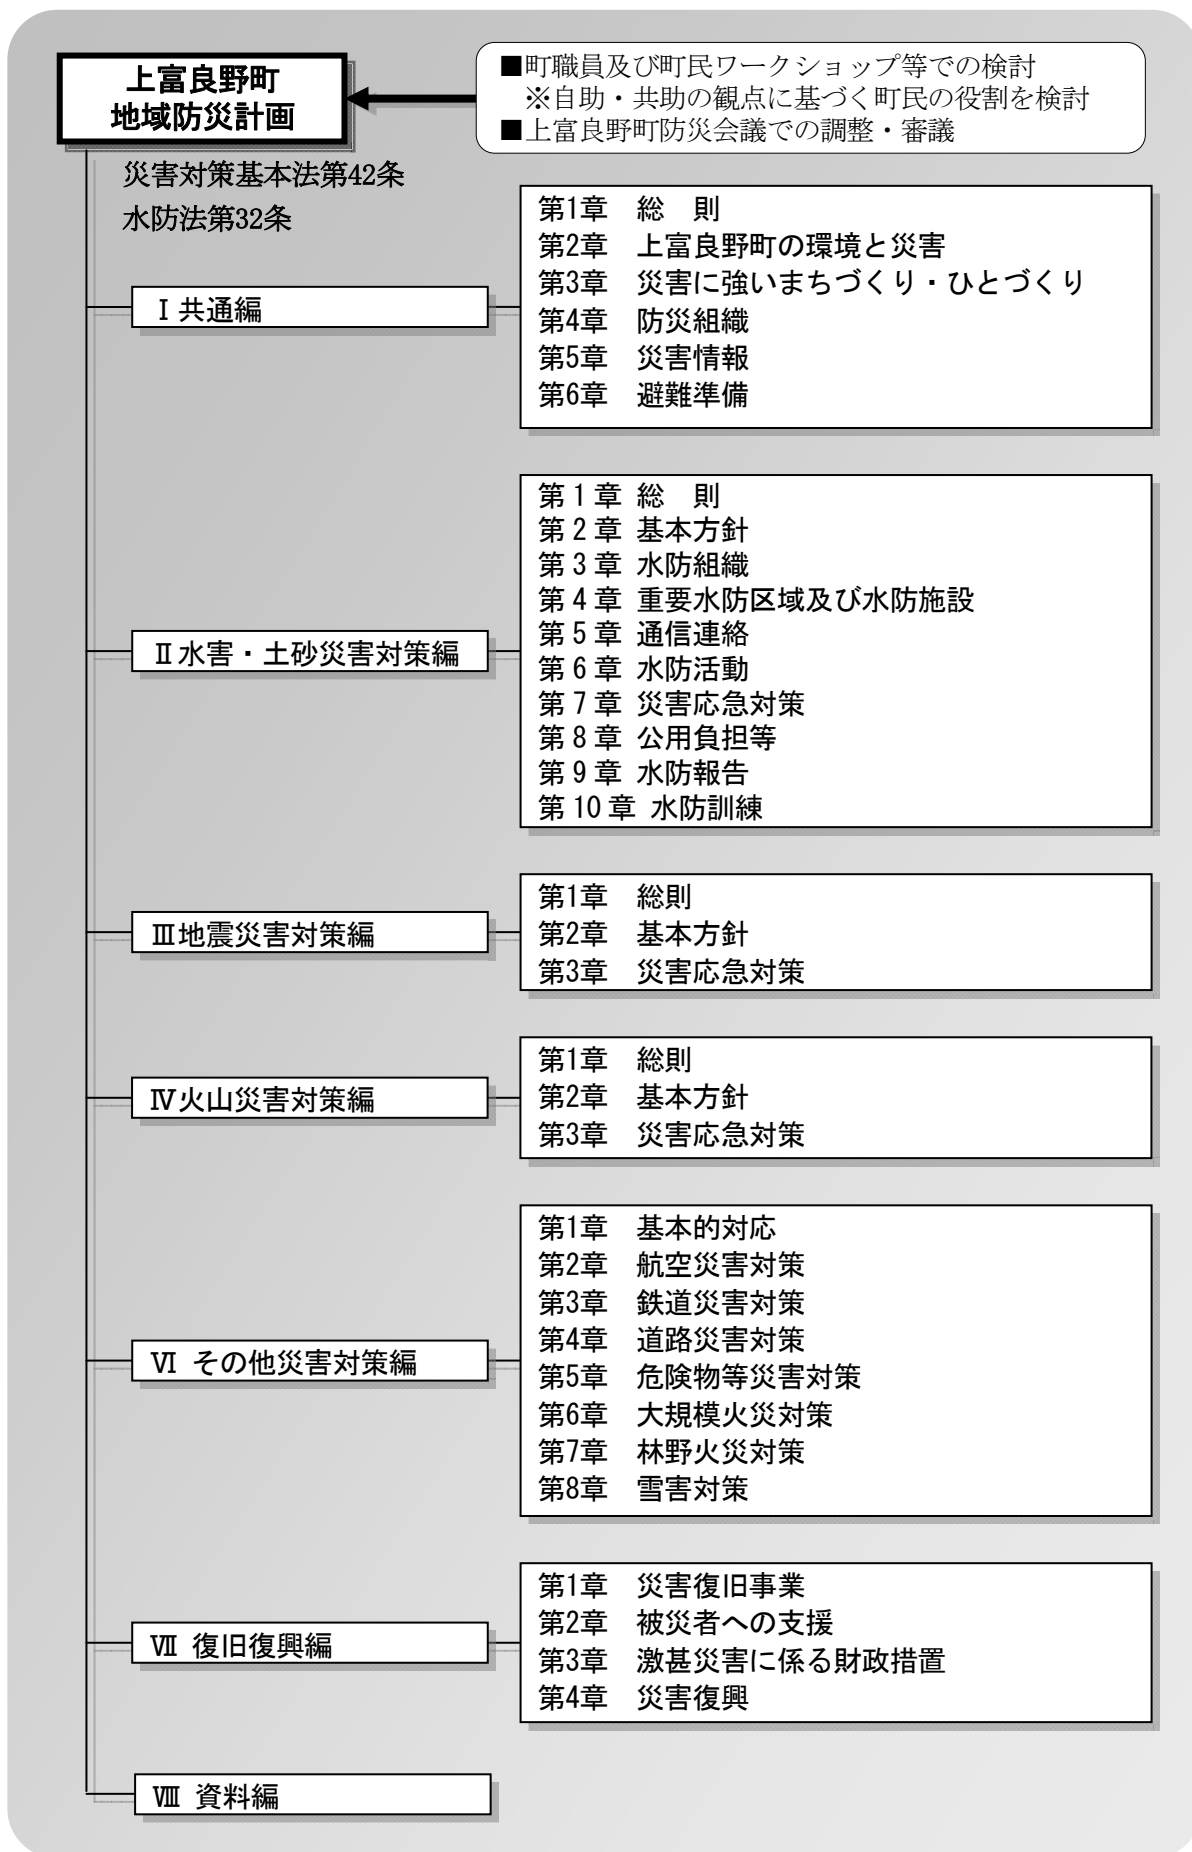 上富良野町
地域防災計画
■町職員及び町民ワークショップ等での検討
※自助・共助の観点に基づく町民の役割を検討
■上富良野町防災会議での調整・審議
災害対策基本法第42条
水防法第32条
Ⅰ共通編
第1章 総 則
第2章 上富良野町の環境と災害
第3章 災害に強いまちづくり・ひとづくり
第4章 防災組織
第5章 災害情報
第6章 避難準備
Ⅱ水害・土砂災害対策編
第1章 総 則
第2章 基本方針
第3章 水防組織
第4章 重要水防区域及び水防施設
第5章 通信連絡
第6章 水防活動
第7章 災害応急対策
第8章 公用負担等
第9章 水防報告
第10章 水防訓練
Ⅲ地震災害対策編
第1章 総則
第2章 基本方針
第3章 災害応急対策
Ⅳ火山災害対策編
第1章 総則
第2章 基本方針
第3章 災害応急対策
Ⅵ その他災害対策編
第1章 基本的対応
第2章 航空災害対策
第3章 鉄道災害対策
第4章 道路災害対策
第5章 危険物等災害対策
第6章 大規模火災対策
第7章 林野火災対策
第8章 雪害対策
Ⅶ 復旧復興編
第1章 災害復旧事業
第2章 被災者への支援
第3章 激甚災害に係る財政措置
第4章 災害復興
Ⅷ 資料編